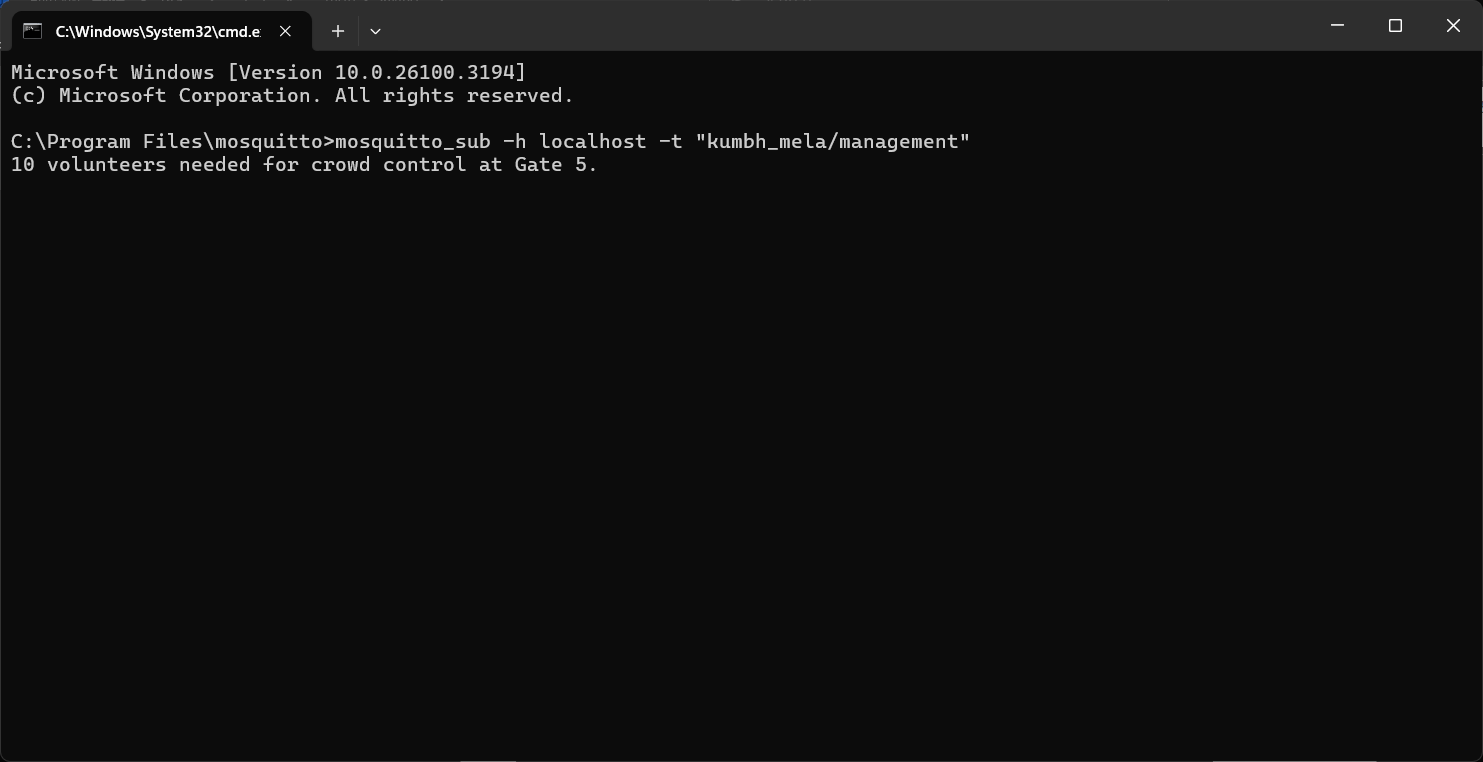 C:\Windows\System32\cmd.e
Microsoft Windows [Version 10.0.26100.3194]
(c) Microsoft Corporation. All rights reserved.
C:\Program Files\mosquitto>mosquitto_sub -h localhost -t "kumbh_mela/management"
10 volunteers needed for crowd control at Gate 5.